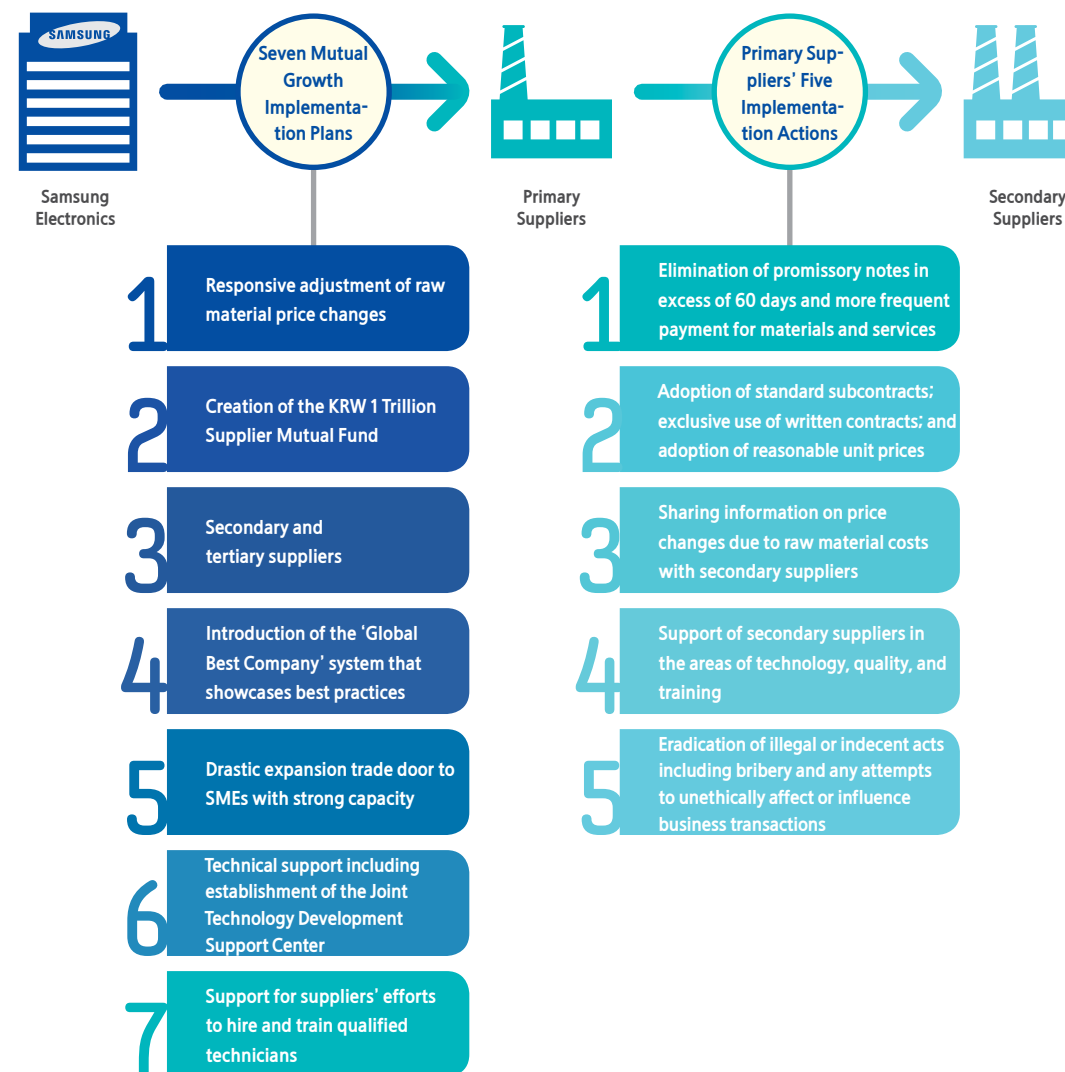 SAMSUNG
Seven Mutual
Growth
Implementa-
tion Plans
Primary Sup-
pliers' Five
Implementa-
tion Actions
Samsung
Electronics
Primary
Suppliers
Secondary
Suppliers
1
Responsive adjustment of raw
material price changes
2
Creation of the KRW 1 Trillion
Supplier Mutual Fund
3
Secondary and
tertiary suppliers
4
Introduction of the ‘Global
Best Company’ system that
showcases best practices
5
Drastic expansion trade door to
SMEs with strong capacity
6
Technical support including
establishment of the Joint
Technology Development
Support Center
7
Support for suppliers’ efforts
to hire and train qualified
technicians
1
Elimination of promissory notes in
excess of 60 days and more frequent
payment for materials and services
2
Adoption of standard subcontracts;
exclusive use of written contracts; and
adoption of reasonable unit prices
3
Sharing information on price
changes due to raw material costs
with secondary suppliers
4
Support of secondary suppliers in
the areas of technology, quality, and
training
5
Eradication of illegal or indecent acts
including bribery and any attempts
to unethically affect or influence
business transactions